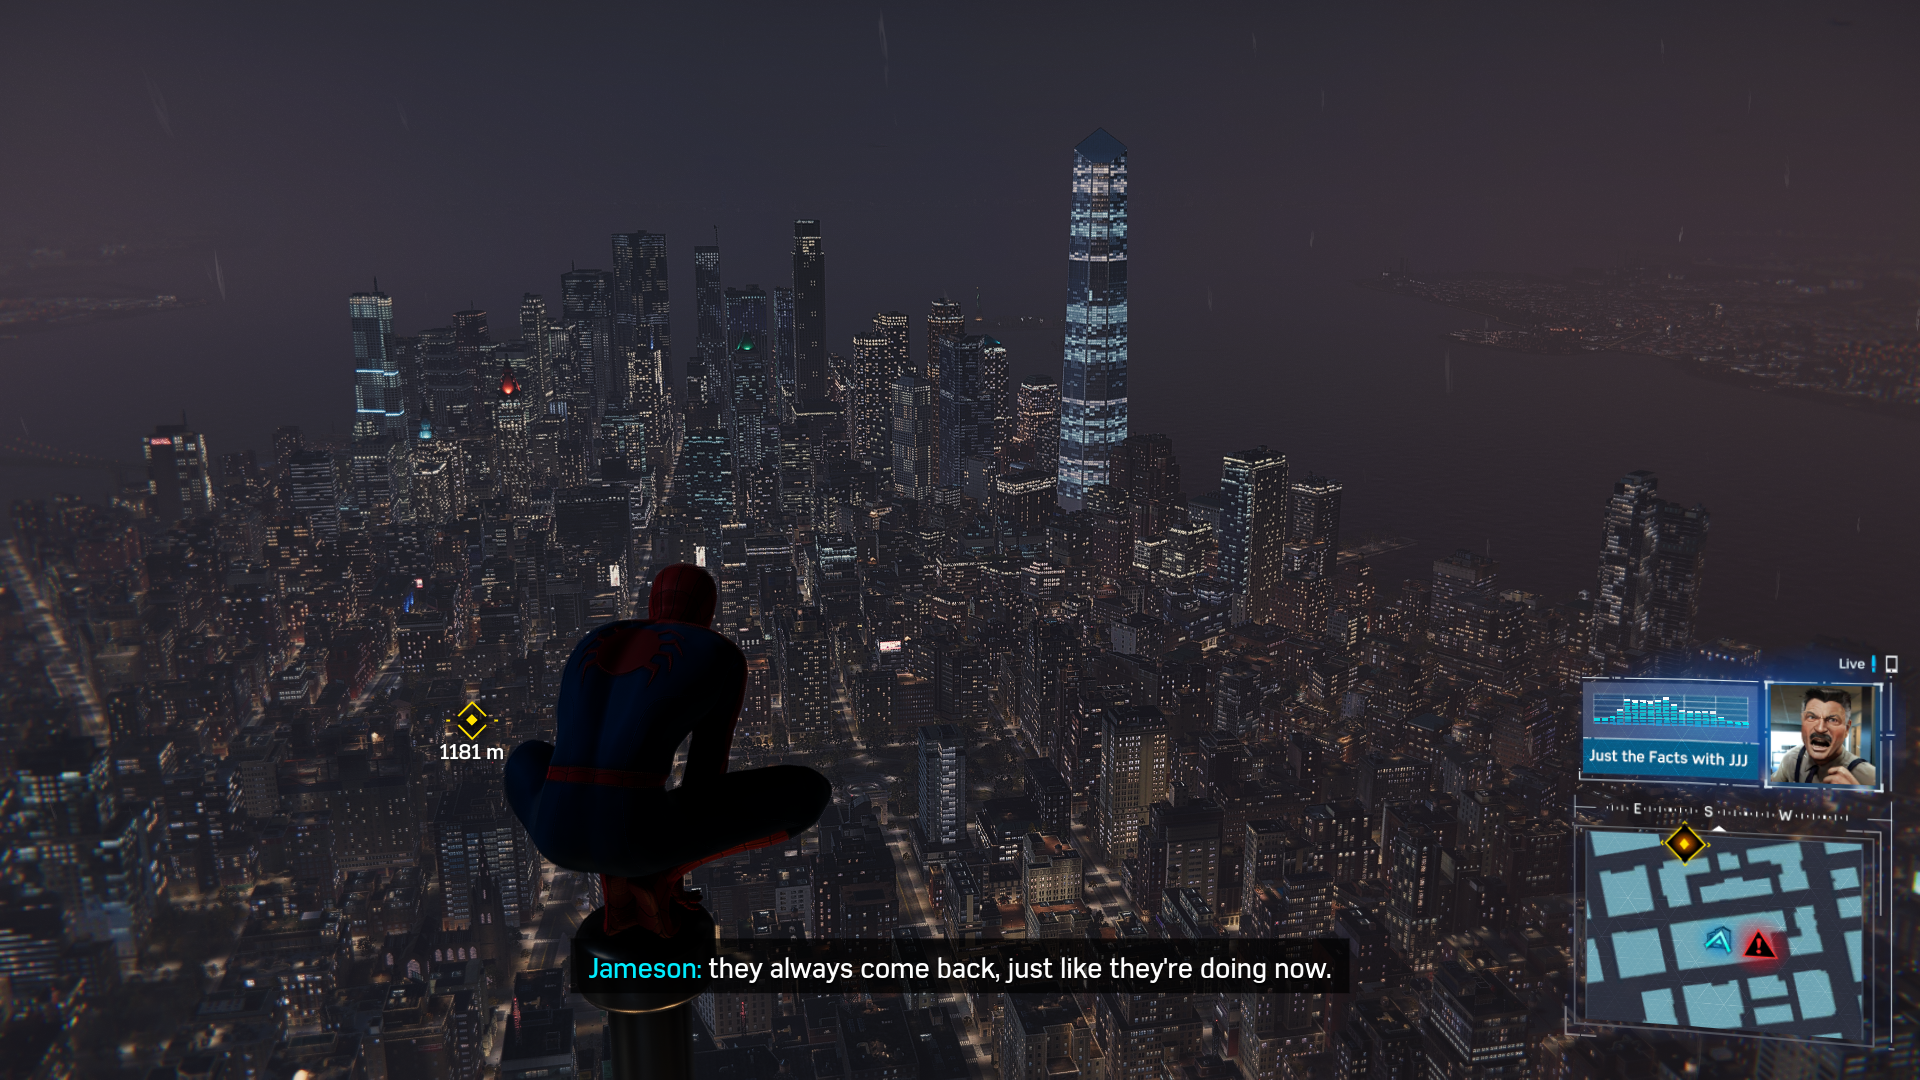 1181 m
Live
Just the Facts with JJJ
E S W
Jameson: they always come back, just like they're doing now.